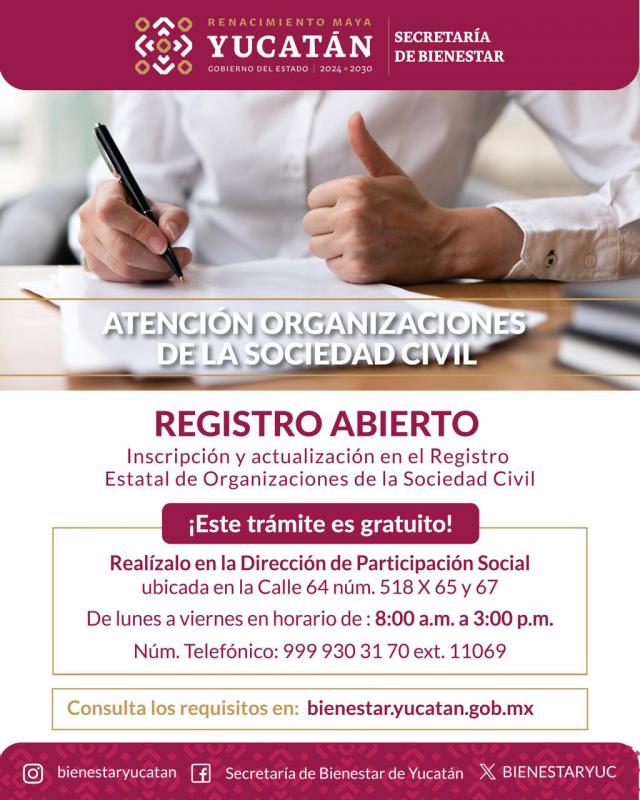 RENACIMIENTO MAYA
YUCATÁN
GOBIERNO DEL ESTADO | 2024 • 2030
SECRETARÍA
DE BIENESTAR
ATENCIÓN ORGANIZACIONES
DE LA SOCIEDAD CIVIL
REGISTRO ABIERTO
Inscripción y actualización en el Registro
Estatal de Organizaciones de la Sociedad Civil
¡Este trámite es gratuito!
Realízalo en la Dirección de Participación Social
ubicada en la Calle 64 núm. 518 X 65 y 67
De lunes a viernes en horario de : 8:00 a.m. a 3:00 p.m.
Núm. Telefónico: 999 930 31 70 ext. 11069
Consulta los requisitos en: bienestar.yucatan.gob.mx
bienestaryucatan Secretaría de Bienestar de Yucatán BIENESTARYUC